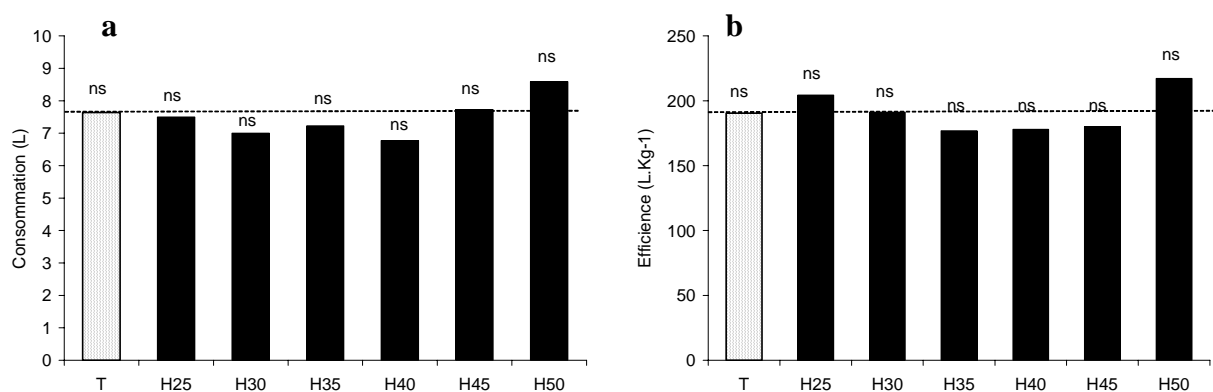 a
Consommation (L)
10
9
8
7
6
5
4
3
2
1
0
ns
ns
ns
ns
ns
ns
ns
T H25 H30 H35 H40 H45 H50
b
Efficience (L.Kg-1)
250
200
150
100
50
0
ns
ns
ns
ns
ns
ns
ns
T H25 H30 H35 H40 H45 H50